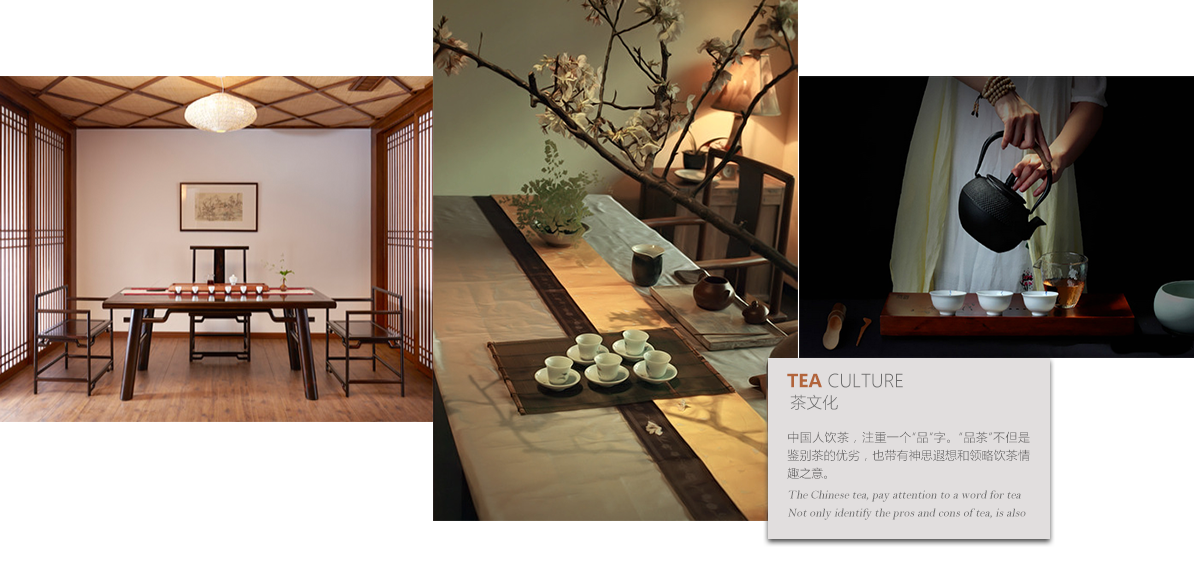 TEA CULTURE
茶文化
中国人饮茶，注重一个“品”字。“品茶”不但是
鉴别茶的优劣，也带有神思遐想和领略饮茶情
趣之意。
The Chinese tea, pay attention to a word for tea
Not only identify the pros and cons of tea, is also